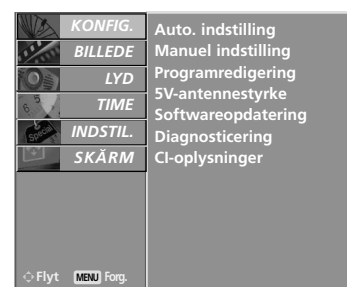 KONFIG.
BILLEDE
LYD
TIME
INDSTIL.
SKĂRM
Auto. indstilling
Manuel indstilling
Programredigering
5V-antennestyrke
Softwareopdatering
Diagnosticering
CI-oplysninger
Flyt MENU Forg.